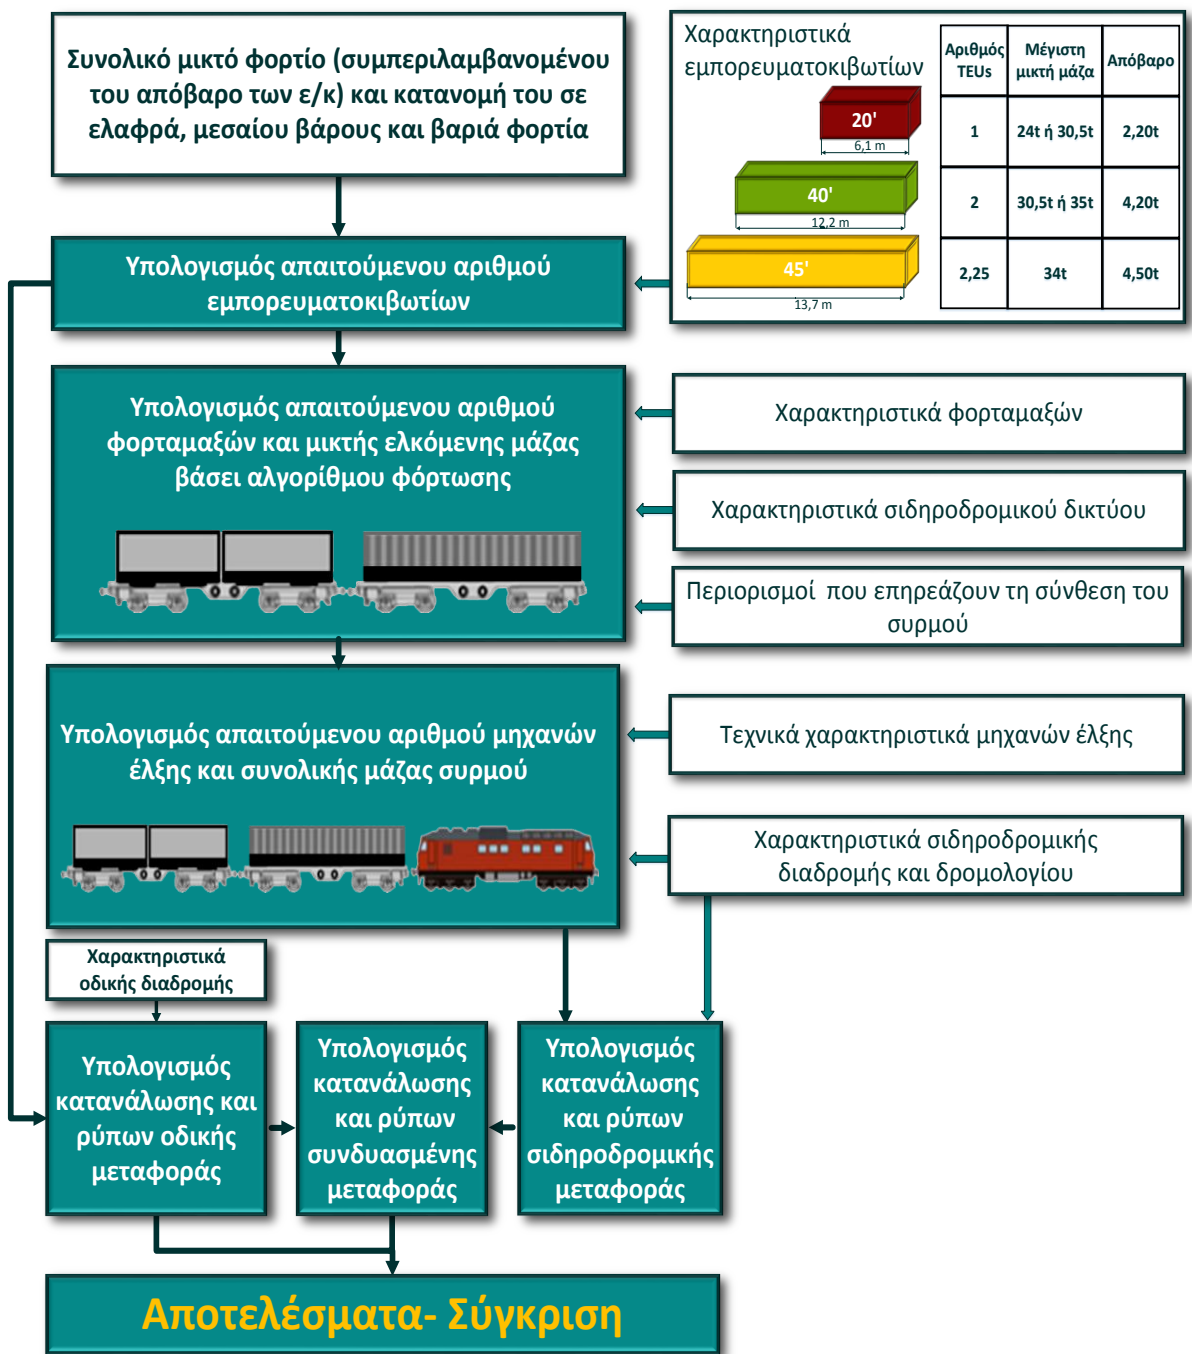 Συνολικό μικτό φορτίο (συμπεριλαμβανομένου
του απόβαρο των ε/κ) και κατανομή του σε
ελαφρά, μεσαίου βάρους και βαριά φορτία
Χαρακτηριστικά
εμπορευματοκιβωτίων
20'
6,1 m
40'
12,2 m
45'
13,7 m
Αριθμός TEUs
Μέγιστη μικτή μάζα
Απόβαρο
1
24t ή 30,5t
2,20t
2
30,5t ή 35t
4,20t
2,25
34t
4,50t
Υπολογισμός απαιτούμενου αριθμού
εμπορευματοκιβωτίων
Υπολογισμός απαιτούμενου αριθμού
φορταμαξών και μικτής ελκόμενης μάζας
βάσει αλγορίθμου φόρτωσης
Χαρακτηριστικά φορταμαξών
Χαρακτηριστικά σιδηροδρομικού δικτύου
Περιορισμοί που επηρεάζουν τη σύνθεση του
συρμού
Υπολογισμός απαιτούμενου αριθμού μηχανών
έλξης και συνολικής μάζας συρμού
Τεχνικά χαρακτηριστικά μηχανών έλξης
Χαρακτηριστικά σιδηροδρομικής
διαδρομής και δρομολογίου
Χαρακτηριστικά
οδικής διαδρομής
Υπολογισμός
κατανάλωσης και
ρύπων οδικής
μεταφοράς
Υπολογισμός
κατανάλωσης
και ρύπων
συνδυασμένης
μεταφοράς
Υπολογισμός
κατανάλωσης
και ρύπων
σιδηροδρομικής
μεταφοράς
Αποτελέσματα- Σύγκριση